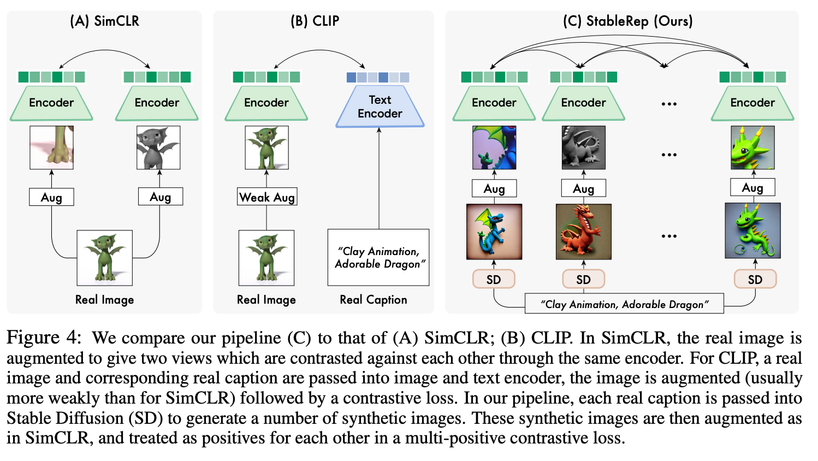 (A) SimCLR
(B) CLIP
(C) StableRep (Ours)
Encoder
Encoder
Encoder
Text
Encoder
Encoder
Encoder
...
Encoder
...
Aug
Aug
Weak Aug
Aug
Aug
Aug
"Clay Animation,
Adorable Dragon"
...
SD
SD
SD
Real Image
Real Image
Real Caption
"Clay Animation, Adorable Dragon"
Figure 4: We compare our pipeline (C) to that of (A) SimCLR; (B) CLIP. In SimCLR, the real image is
augmented to give two views which are contrasted against each other through the same encoder. For CLIP, a real
image and corresponding real caption are passed into image and text encoder, the image is augmented (usually
more weakly than for SimCLR) followed by a contrastive loss. In our pipeline, each real caption is passed into
Stable Diffusion (SD) to generate a number of synthetic images. These synthetic images are then augmented as
in SimCLR, and treated as positives for each other in a multi-positive contrastive loss.